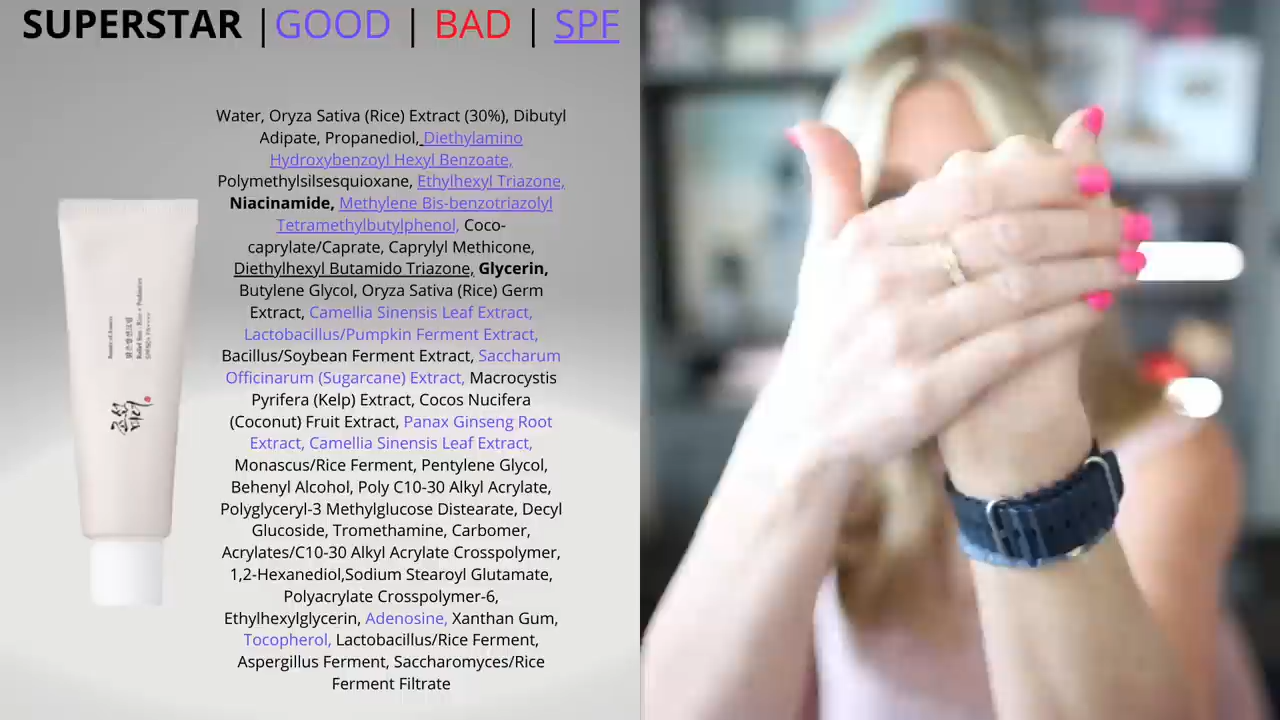 SUPERSTAR | GOOD | BAD | SPF
Water, Oryza Sativa (Rice) Extract (30%), Dibutyl
Adipate, Propanediol, Diethylamino
Hydroxybenzoyl Hexyl Benzoate,
Polymethylsilsesquioxane, Ethylhexyl Triazone,
Niacinamide, Methylene Bis-benzotriazolyl
Tetramethylbutylphenol, Coco-
caprylate/Caprate, Caprylyl Methicone,
Diethylhexyl Butamido Triazone, Glycerin,
Butylene Glycol, Oryza Sativa (Rice) Germ
Extract, Camellia Sinensis Leaf Extract,
Lactobacillus/Pumpkin Ferment Extract,
Bacillus/Soybean Ferment Extract, Saccharum
Officinarum (Sugarcane) Extract, Macrocystis
Pyrifera (Kelp) Extract, Cocos Nucifera
(Coconut) Fruit Extract, Panax Ginseng Root
Extract, Camellia Sinensis Leaf Extract,
Monascus/Rice Ferment, Pentylene Glycol,
Behenyl Alcohol, Poly C10-30 Alkyl Acrylate,
Polyglyceryl-3 Methylglucose Distearate, Decyl
Glucoside, Tromethamine, Carbomer,
Acrylates/C10-30 Alkyl Acrylate Crosspolymer,
1,2-Hexanediol,Sodium Stearoyl Glutamate,
Polyacrylate Crosspolymer-6,
Ethylhexylglycerin, Adenosine, Xanthan Gum,
Tocopherol, Lactobacillus/Rice Ferment,
Aspergillus Ferment, Saccharomyces/Rice
Ferment Filtrate
조선미녀